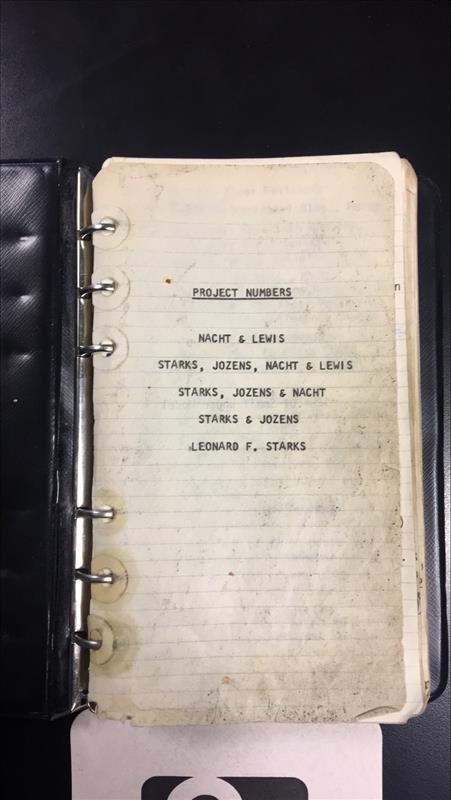 PROJECT NUMBERS
NACHT & LEWIS
STARKS, JOZENS, NACHT & LEWIS
STARKS, JOZENS & NACHT
STARKS & JOZENS
LEONARD F. STARKS
n